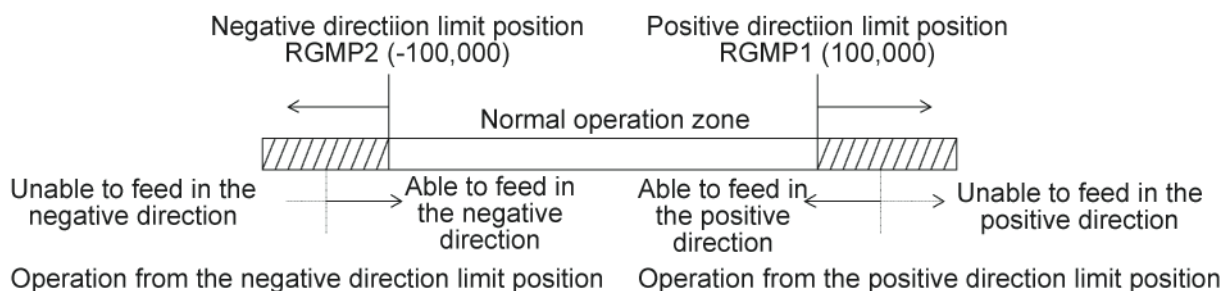 Negative directiion limit position
RGMP2 (-100,000)
Positive directiion limit position
RGMP1 (100,000)
Normal operation zone
Unable to feed in the
negative direction
Able to feed in
the negative
direction
Able to feed in
the positive
direction
Unable to feed in the
positive direction
Operation from the negative direction limit position
Operation from the positive direction limit position